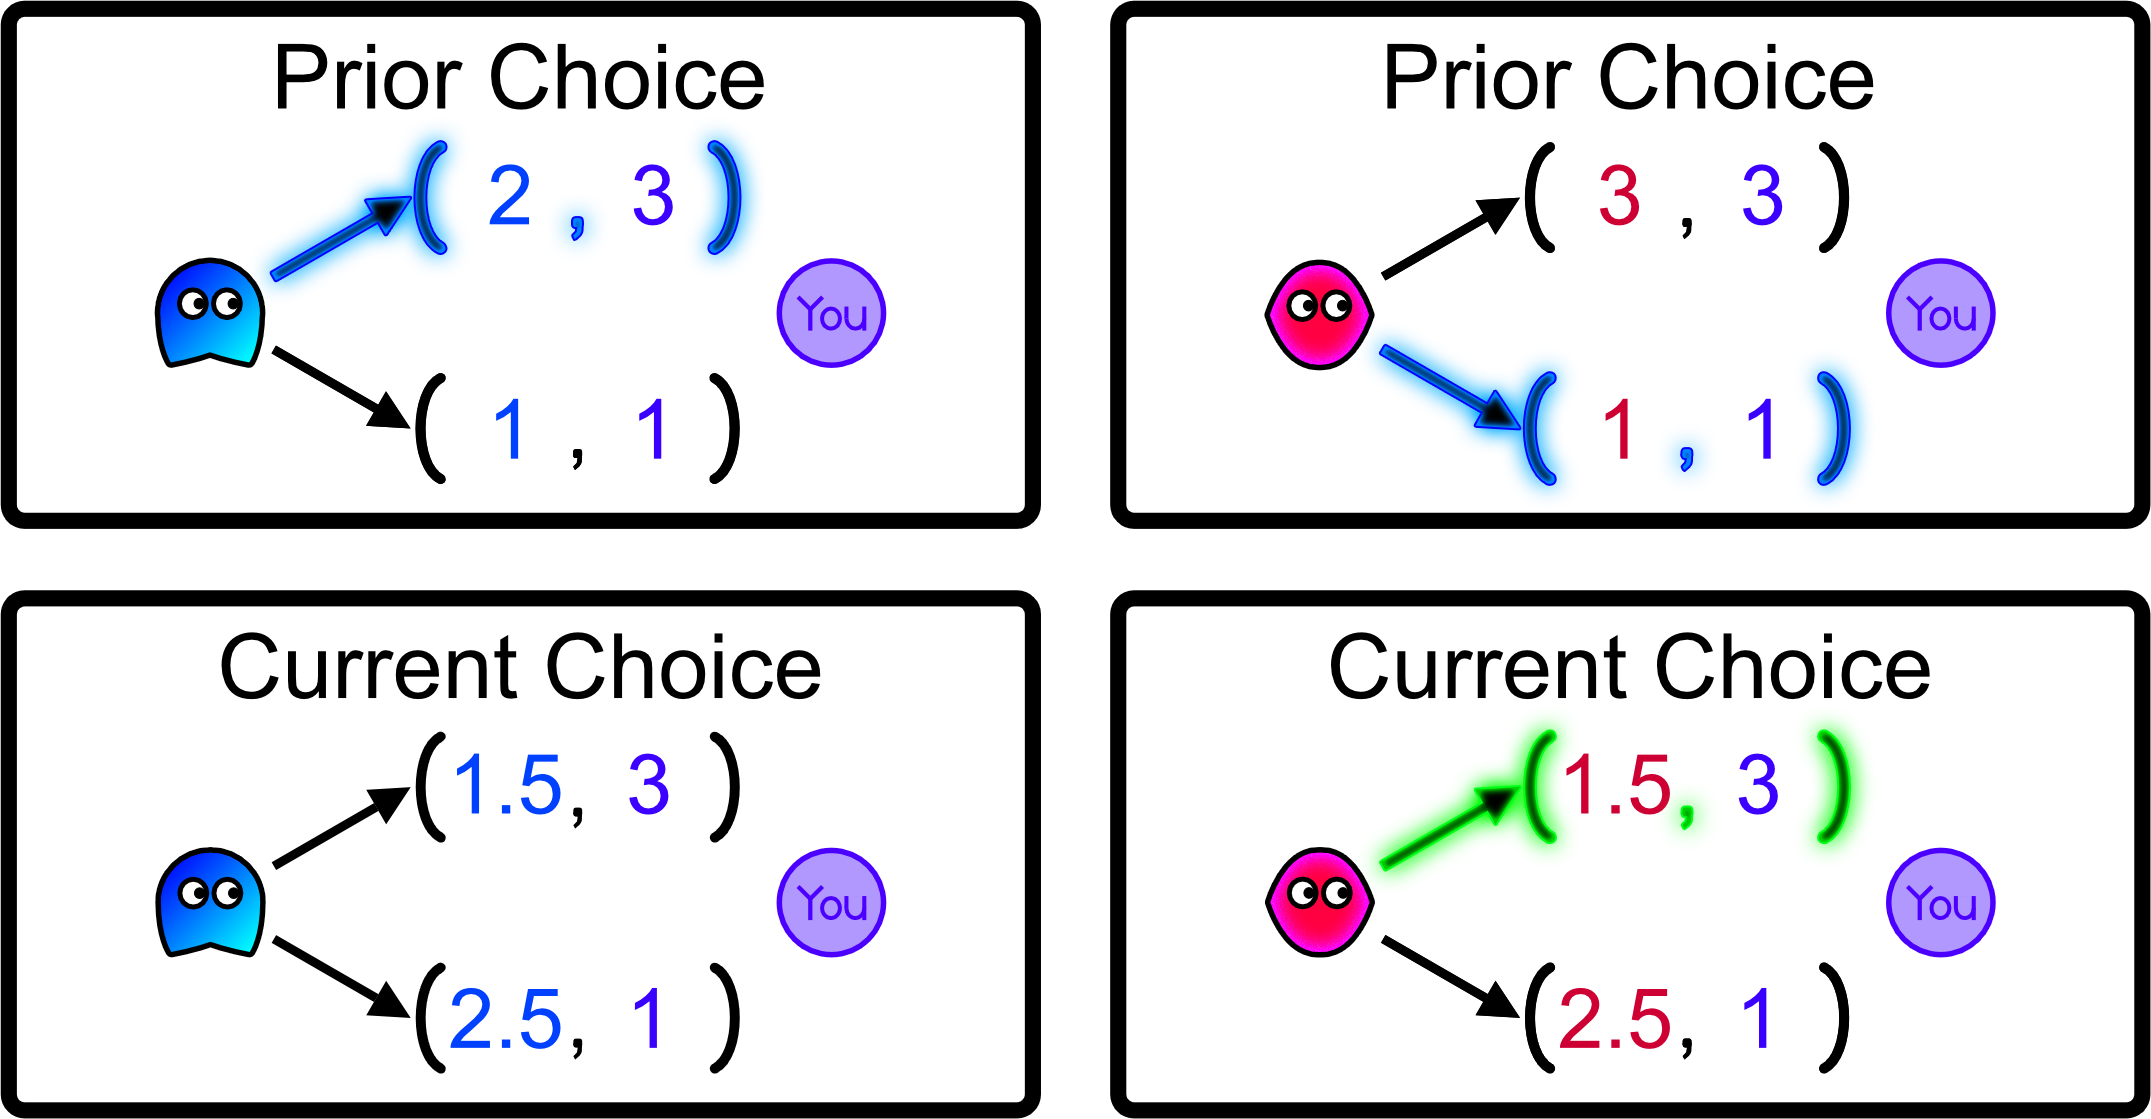 Prior Choice
( 2 , 3 )
You
( 1 , 1 )
Prior Choice
( 3 , 3 )
You
( 1 , 1 )
Current Choice
(1.5, 3 )
You
(2.5, 1 )
Current Choice
(1.5, 3 )
You
(2.5, 1 )